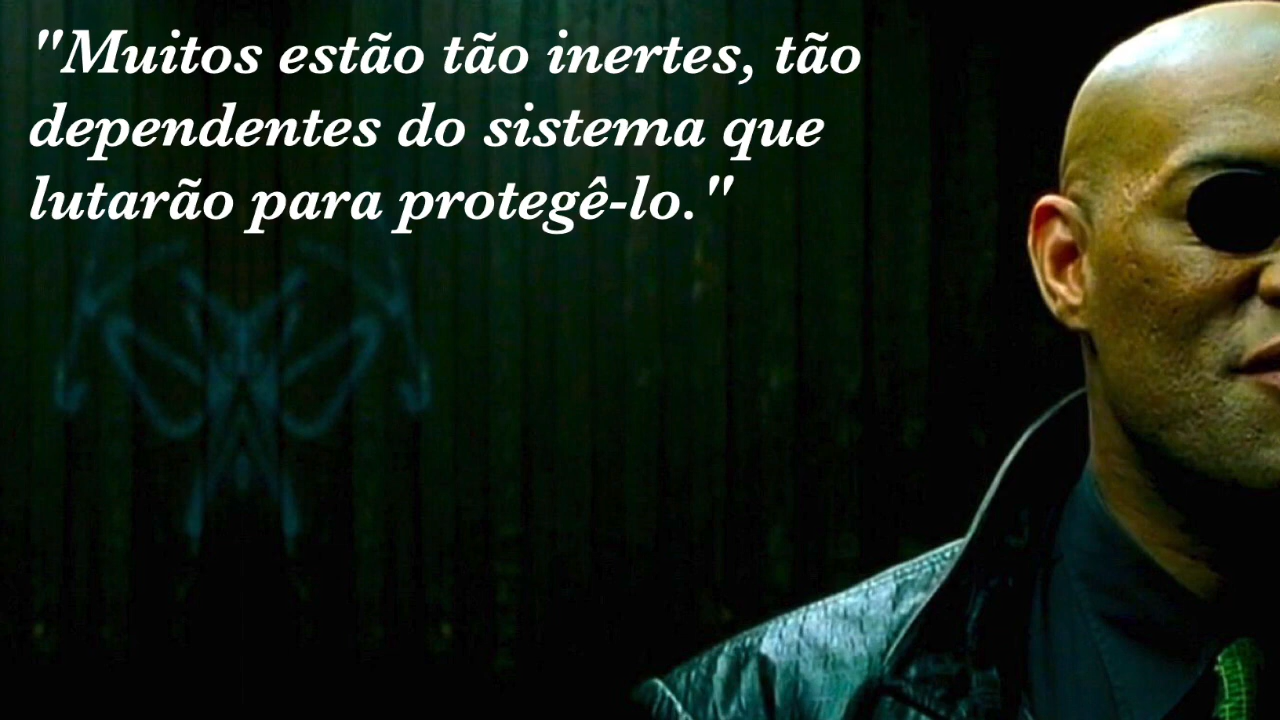 "Muitos estão tão inertes, tão
dependentes do sistema que
lutarão para protegê-lo."